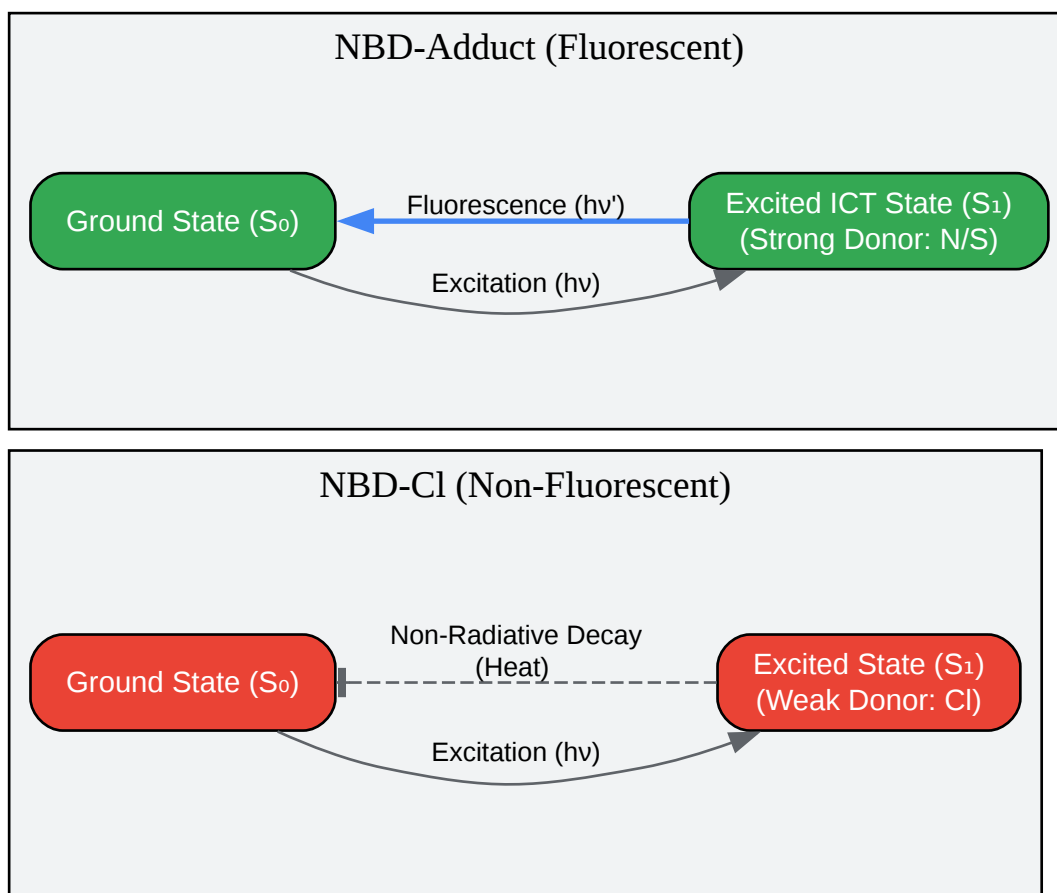 NBD-Adduct (Fluorescent)
Ground State (S₀)
Fluorescence (hν')
Excited ICT State (S₁)
(Strong Donor: N/S)
Excitation (hν)
NBD-Cl (Non-Fluorescent)
Ground State (S₀)
Non-Radiative Decay
(Heat)
Excited State (S₁)
(Weak Donor: Cl)
Excitation (hν)